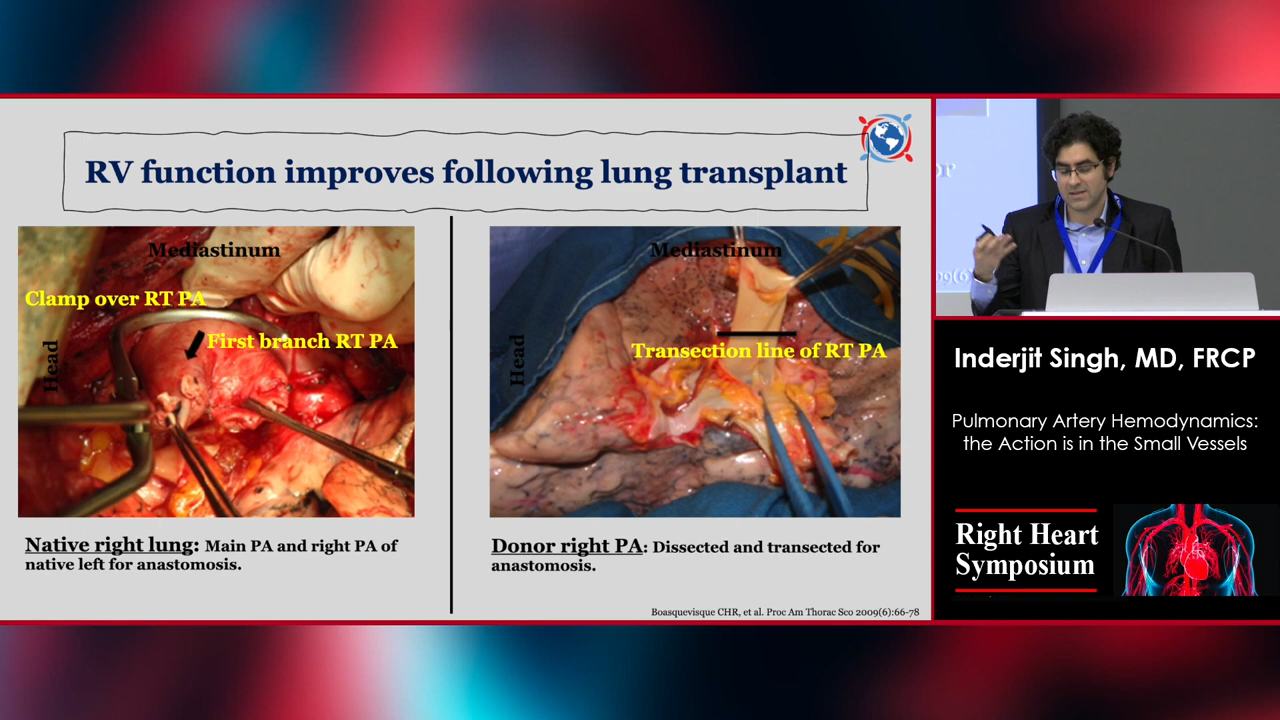 RV function improves following lung transplant
Mediastinum
Clamp over RT PA
First branch RT PA
Head
Mediastinum
Transection line of RT PA
Head
Native right lung: Main PA and right PA of
native left for anastomosis.
Donor right PA: Dissected and transected for
anastomosis.
Boasquevisque CHR, et al. Proc Am Thorac Sco 2009(6):66-78
Inderjit Singh, MD, FRCP
Pulmonary Artery Hemodynamics:
the Action is in the Small Vessels
Right Heart
Symposium